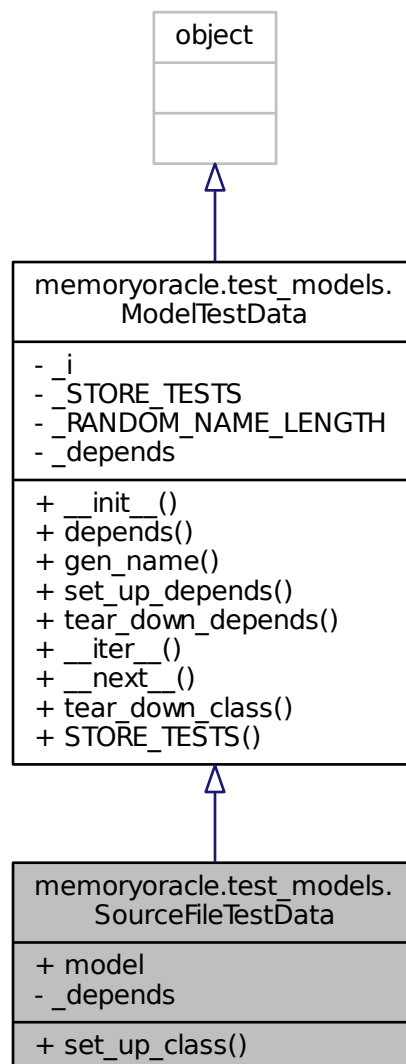 object
memoryoracle.test_models.
ModelTestData
- _i
- _STORE_TESTS
- _RANDOM_NAME_LENGTH
- _depends
+ __init__()
+ depends()
+ gen_name()
+ set_up_depends()
+ tear_down_depends()
+ __iter__()
+ __next__()
+ tear_down_class()
+ STORE_TESTS()
memoryoracle.test_models.
SourceFileTestData
+ model
- _depends
+ set_up_class()